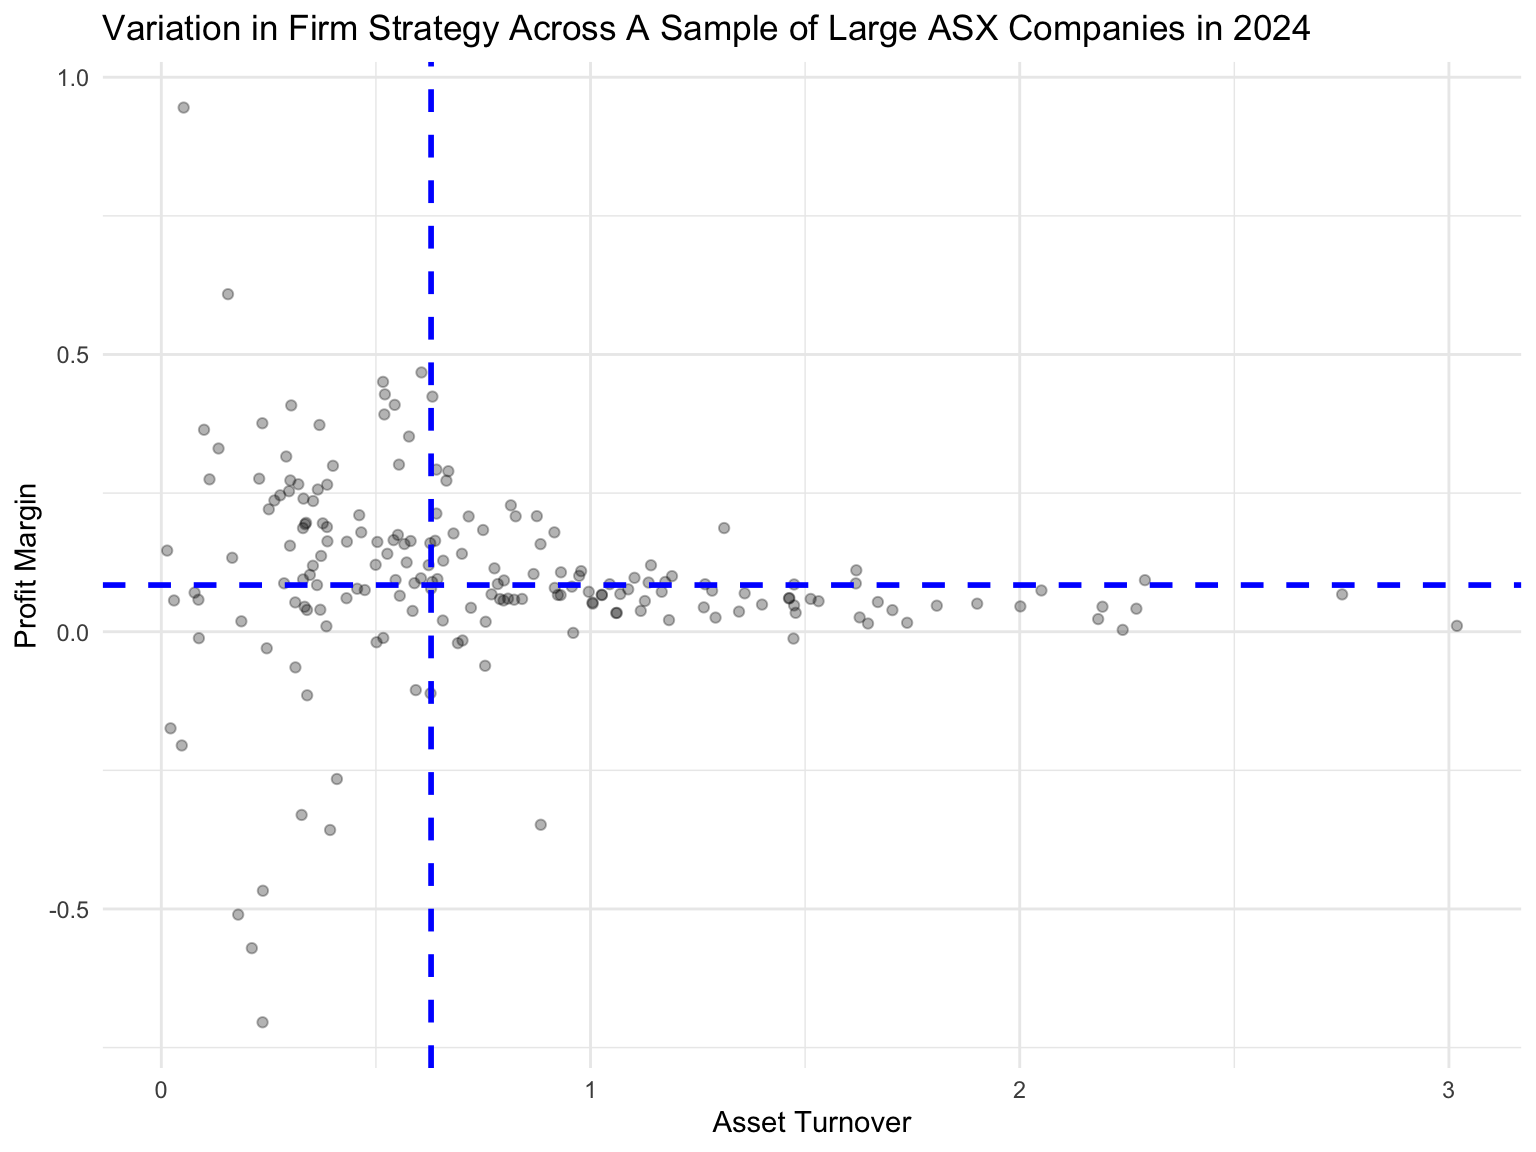 Variation in Firm Strategy Across A Sample of Large ASX Companies in 2024
1.0
0.5
0.0
-0.5
Profit Margin
0
1
2
3
Asset Turnover